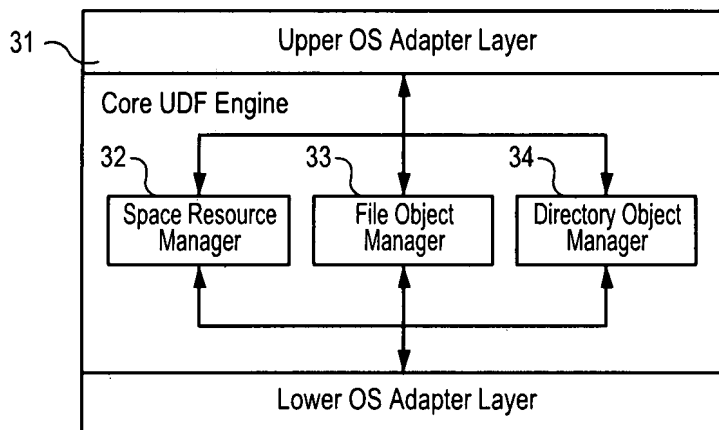 31
Upper OS Adapter Layer
Core UDF Engine
32
33
34
Space Resource
Manager
File Object
Manager
Directory Object
Manager
Lower OS Adapter Layer